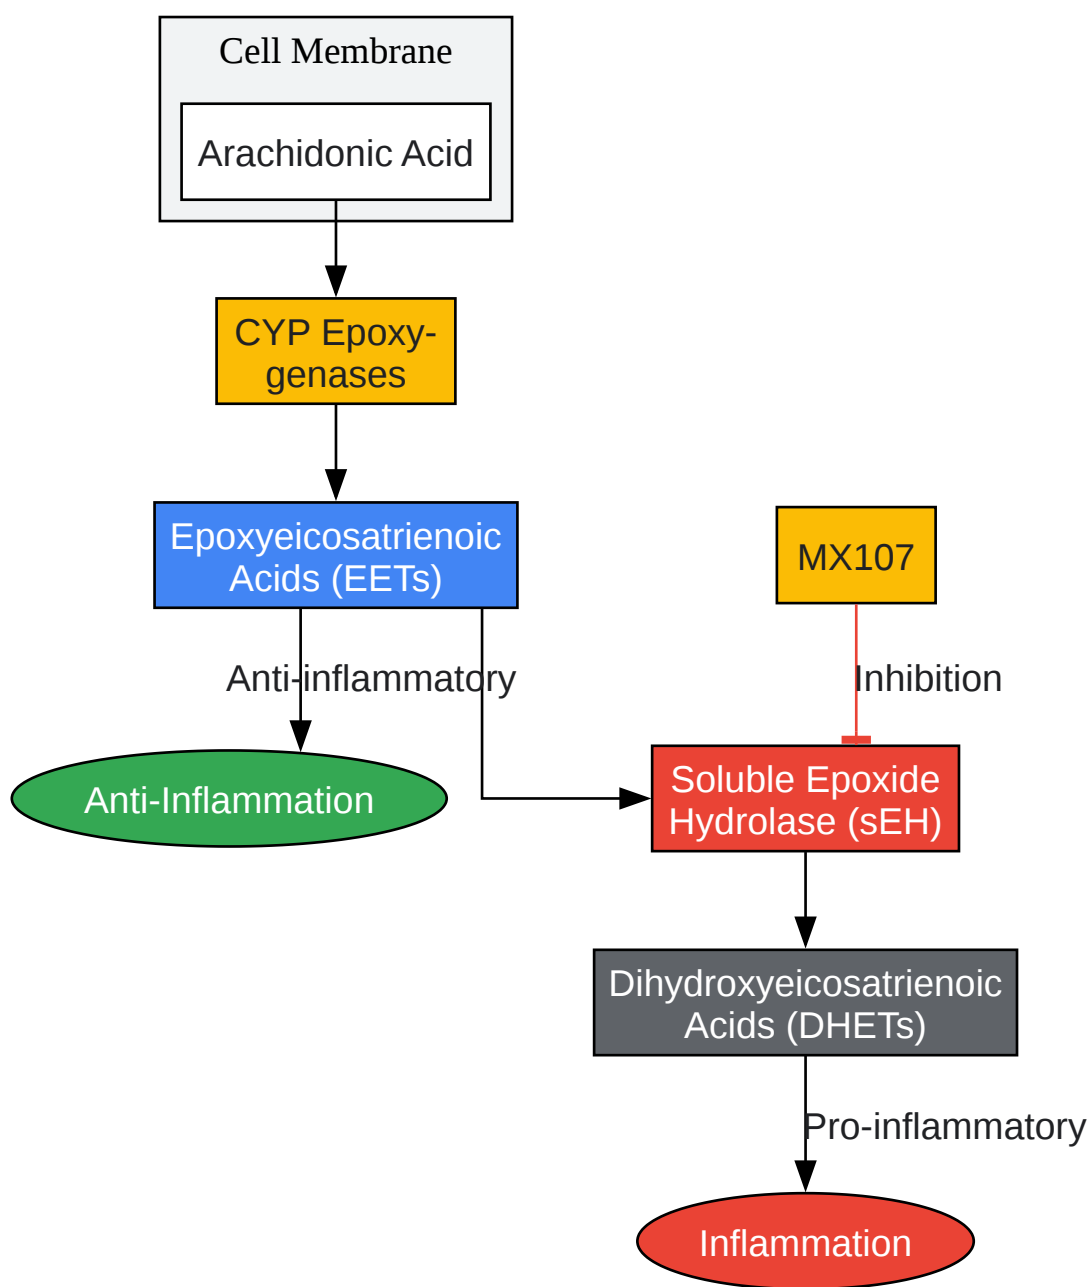 Cell Membrane
Arachidonic Acid
CYP Epoxy-
genases
Epoxyeicosatrienoic
Acids (EETs)
MX107
Anti-inflammatory
Inhibition
Anti-Inflammation
Soluble Epoxide
Hydrolase (sEH)
Dihydroxyeicosatrienoic
Acids (DHETs)
Pro-inflammatory
Inflammation